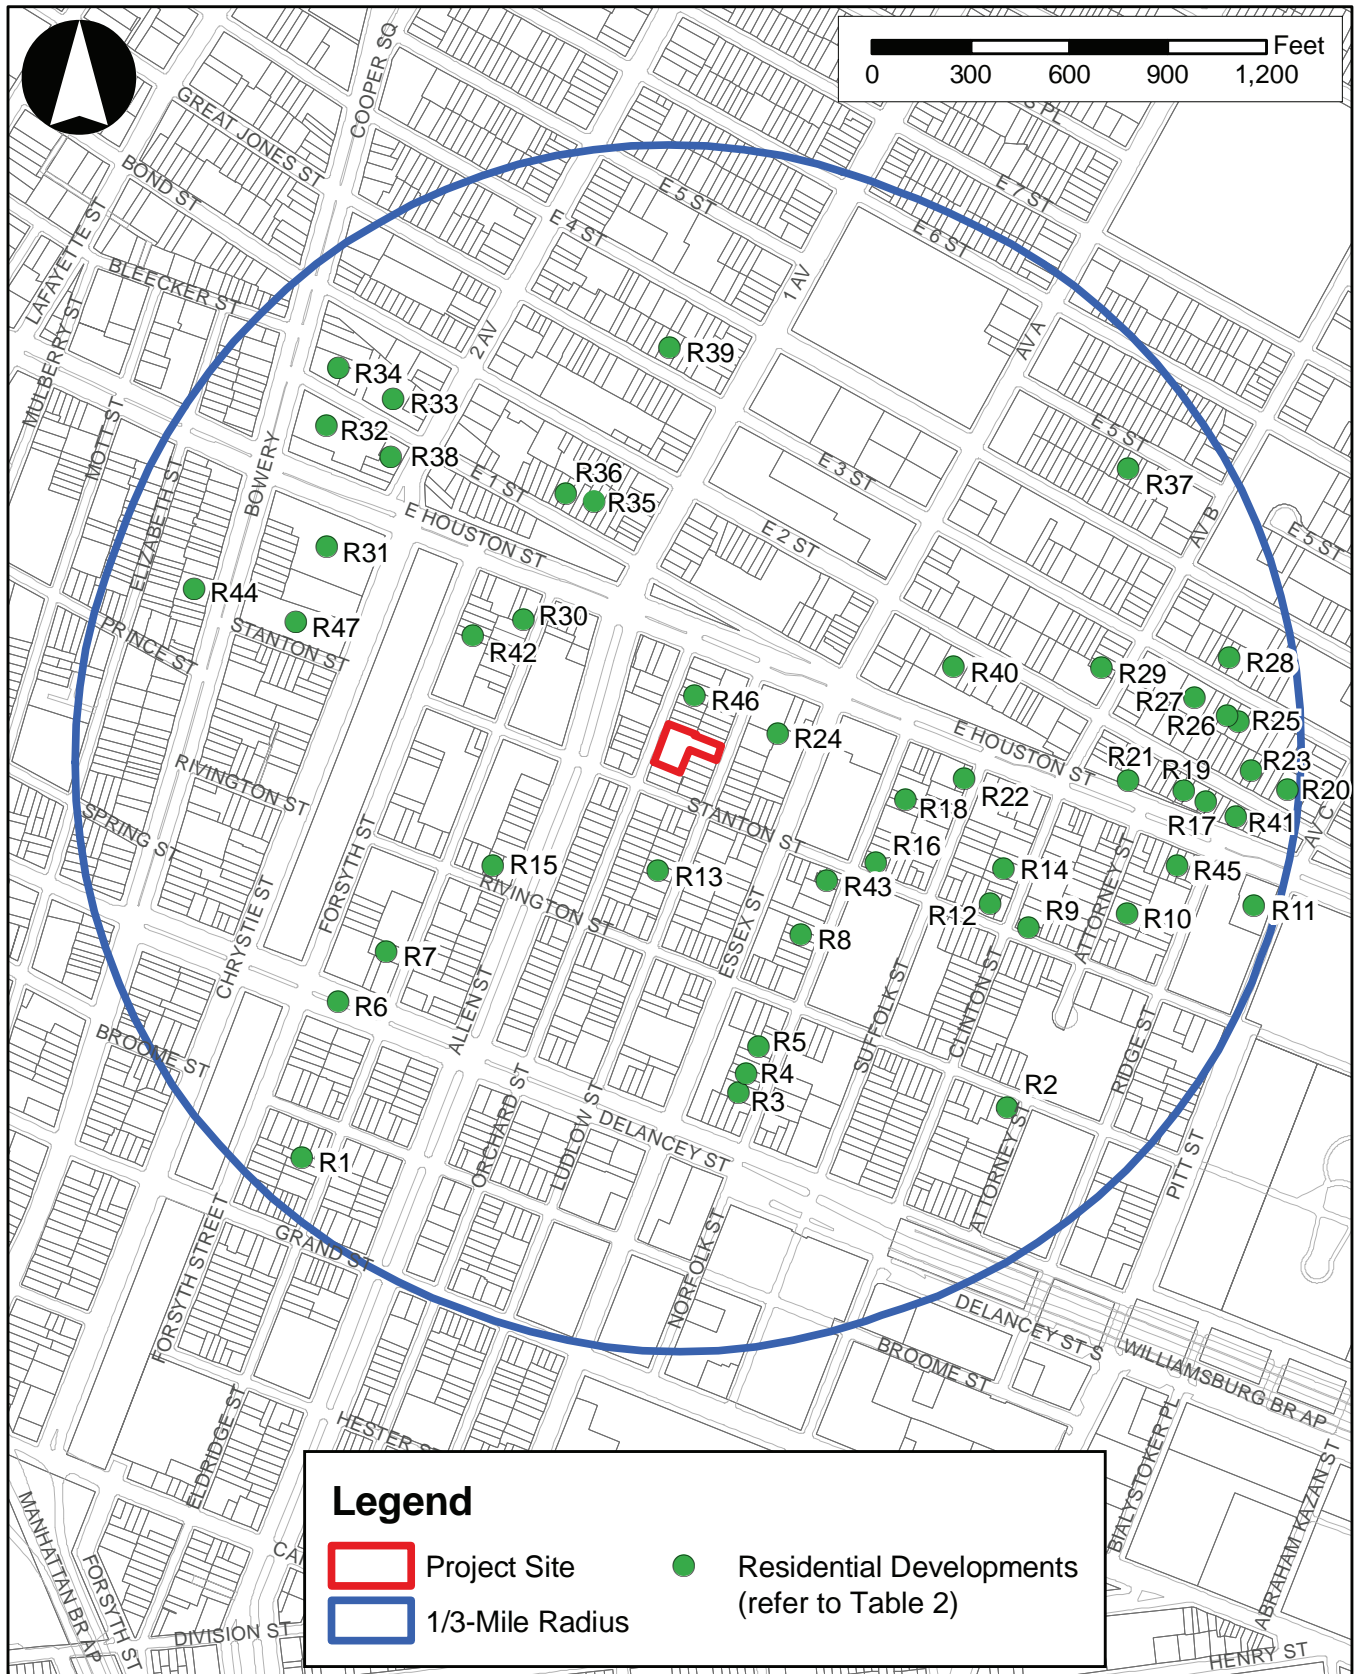 Feet
0 300 600 900 1,200
COOPER SQ
GREAT JONES ST
BOND ST
LAFAYETTE ST
BLEECKER ST
MULBERRY ST
MOTT ST
ELIZABETH ST
BOWERY
PRINCE ST
SPRING ST
RIVINGTON ST
STANTON ST
CHRYSTIE ST
FORSYTH ST
BROOME ST
2 AV
E 1 ST
E HOUSTON ST
E 4 ST
E 5 ST
1 AV
E 6 ST
E 7 ST
S PL
AV A
E 5 ST
E 3 ST
E 2 ST
AV B
E 5 ST
E HOUSTON ST
AV C
STANTON ST
RIVINGTON ST
ESSEX ST
ALLEN ST
ORCHARD ST
LUDLOW ST
DELANCEY ST
SUFFOLK ST
CLINTON ST
ATTORNEY ST
RIDGE ST
ATTORNEY ST
PITT ST
NORFOLK ST
GRAND ST
FORSYTH STREET
ELDRIDGE ST
HESTER ST
DELANCEY ST S
BROOME ST
WILLIAMSBURG BR AP
BIALYSTOKER PL
ABRAHAM KAZAN ST
HENRY ST
MANHATTAN BR AP
FORSYTH ST
DIVISION ST
R39
R34
R33
R32
R38
R36
R35
R37
R31
R44
R47
R30
R42
R46
R24
R40
R29
R28
R27
R26
R25
R23
R20
R21
R19
R17
R41
R22
R18
R16
R43
R14
R12
R9
R10
R45
R11
R15
R13
R8
R7
R6
R5
R4
R3
R2
R1
Legend
Project Site
1/3-Mile Radius
Residential Developments
(refer to Table 2)